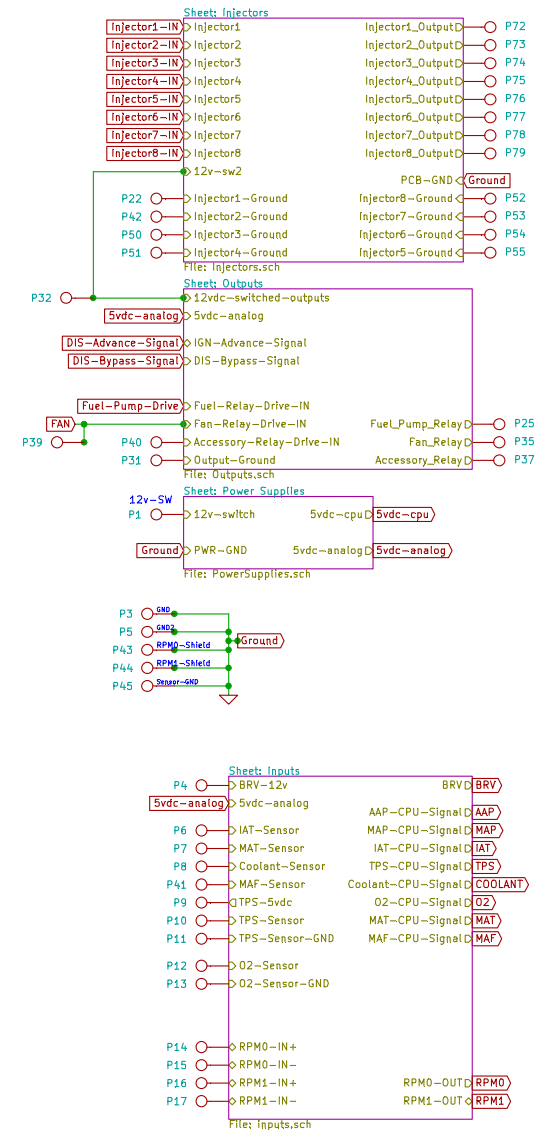 Sheet: Injectors
Injector1-IN Injector1 Injector1_Output P72
Injector2-IN Injector2 Injector2_Output P73
Injector3-IN Injector3 Injector3_Output P74
Injector4-IN Injector4 Injector4_Output P75
Injector5-IN Injector5 Injector5_Output P76
Injector6-IN Injector6 Injector6_Output P77
Injector7-IN Injector7 Injector7_Output P78
Injector8-IN Injector8 Injector8_Output P79
12v-sw2
PCB-GND Ground
P22 Injector1-Ground Injector8-Ground P52
P42 Injector2-Ground Injector7-Ground P53
P50 Injector3-Ground Injector6-Ground P54
P51 Injector4-Ground Injector5-Ground P55
File: Injectors.sch
Sheet: Outputs
P32 12vdc-switched-outputs
5vdc-analog 5vdc-analog
DIS-Advance-Signal IGN-Advance-Signal
DIS-Bypass-Signal DIS-Bypass-Signal
Fuel-Pump-Drive Fuel-Relay-Drive-IN
FAN Fan-Relay-Drive-IN Fuel_Pump_Relay P25
P39 P40 Accessory-Relay-Drive-IN Fan_Relay P35
P31 Output-Ground Accessory_Relay P37
File: Outputs.sch
Sheet: Power Supplies
12v-SW
P1 12v-switch 5vdc-cpu 5vdc-cpu
Ground PWR-GND 5vdc-analog 5vdc-analog
File: PowerSupplies.sch
P3 GND
P5 GND2
Ground
P43 RPM0-Shield
P44 RPM1-Shield
P45 Sensor-GND
Sheet: Inputs
P4 BRV-12v BRV BRV
5vdc-analog 5vdc-analog
AAP-CPU-Signal AAP
P6 IAT-Sensor MAP-CPU-Signal MAP
P7 MAT-Sensor IAT-CPU-Signal IAT
P8 Coolant-Sensor TPS-CPU-Signal TPS
P41 MAF-Sensor Coolant-CPU-Signal COOLANT
P9 TPS-5vdc O2-CPU-Signal O2
P10 TPS-Sensor MAT-CPU-Signal MAT
P11 TPS-Sensor-GND MAF-CPU-Signal MAF
P12 O2-Sensor
P13 O2-Sensor-GND
P14 RPM0-IN+
P15 RPM0-IN-
P16 RPM1-IN+ RPM0-OUT RPM0
P17 RPM1-IN- RPM1-OUT RPM1
File: inputs.sch